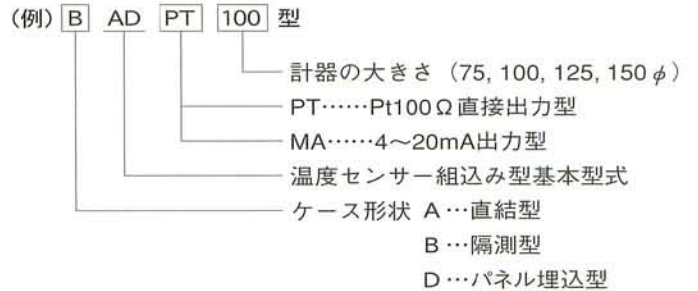 (例) B AD PT 100 型
計器の大きさ (75, 100, 125, 150φ)
PT……Pt100Ω直接出力型
MA……4〜20mA出力型
温度センサー組込み型基本型式
ケース形状 A…直結型
B…隔測型
D…パネル埋込型